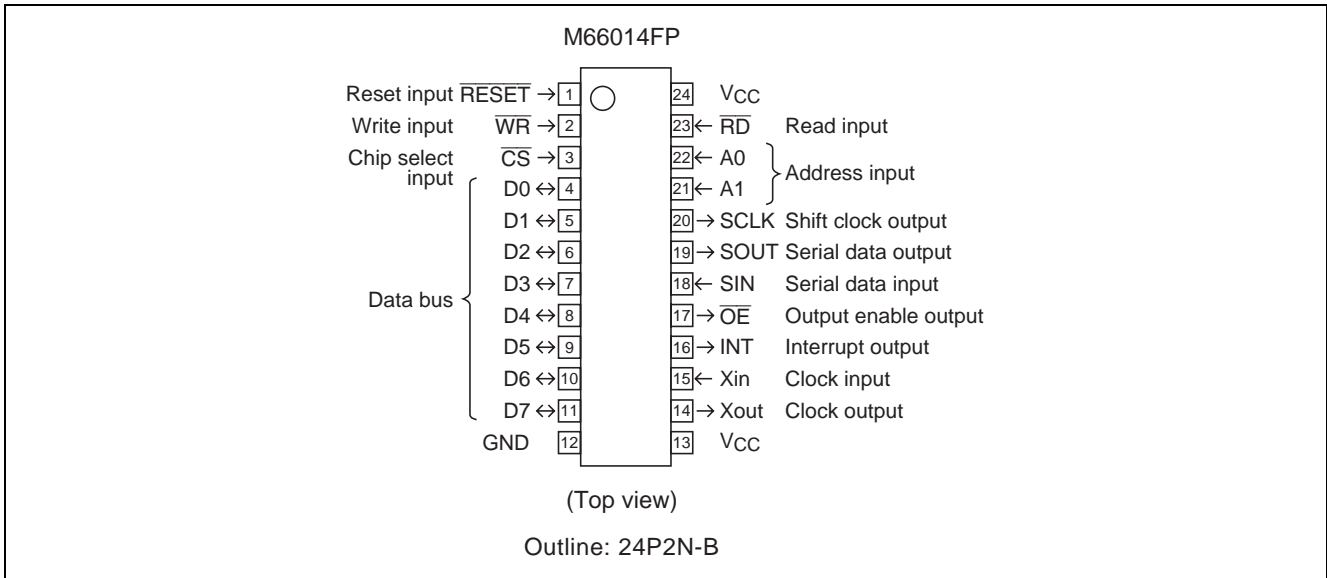 M66014FP
Reset input RESET → 1 24 VCC
Write input WR → 2 23 ← RD Read input
Chip select input CS → 3 22 ← A0
Address input
D0 ↔ 4 21 ← A1
D1 ↔ 5 20 → SCLK Shift clock output
D2 ↔ 6 19 → SOUT Serial data output
Data bus
D3 ↔ 7 18 ← SIN Serial data input
D4 ↔ 8 17 → OE Output enable output
D5 ↔ 9 16 → INT Interrupt output
D6 ↔ 10 15 ← Xin Clock input
D7 ↔ 11 14 → Xout Clock output
GND 12 13 VCC
(Top view)
Outline: 24P2N-B